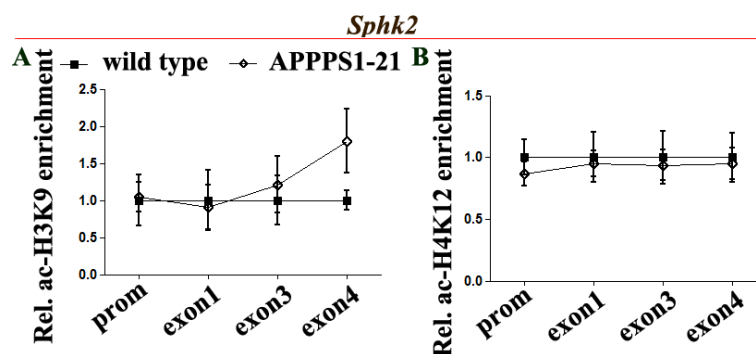 Sphk2
A wild type APPPS1-21 B
Rel. ac-H3K9 enrichment
2.5
2.0
1.5
1.0
0.5
0.0
prom exon1 exon3 exon4
Rel. ac-H4K12 enrichment
1.5
1.0
0.5
0.0
prom exon1 exon3 exon4